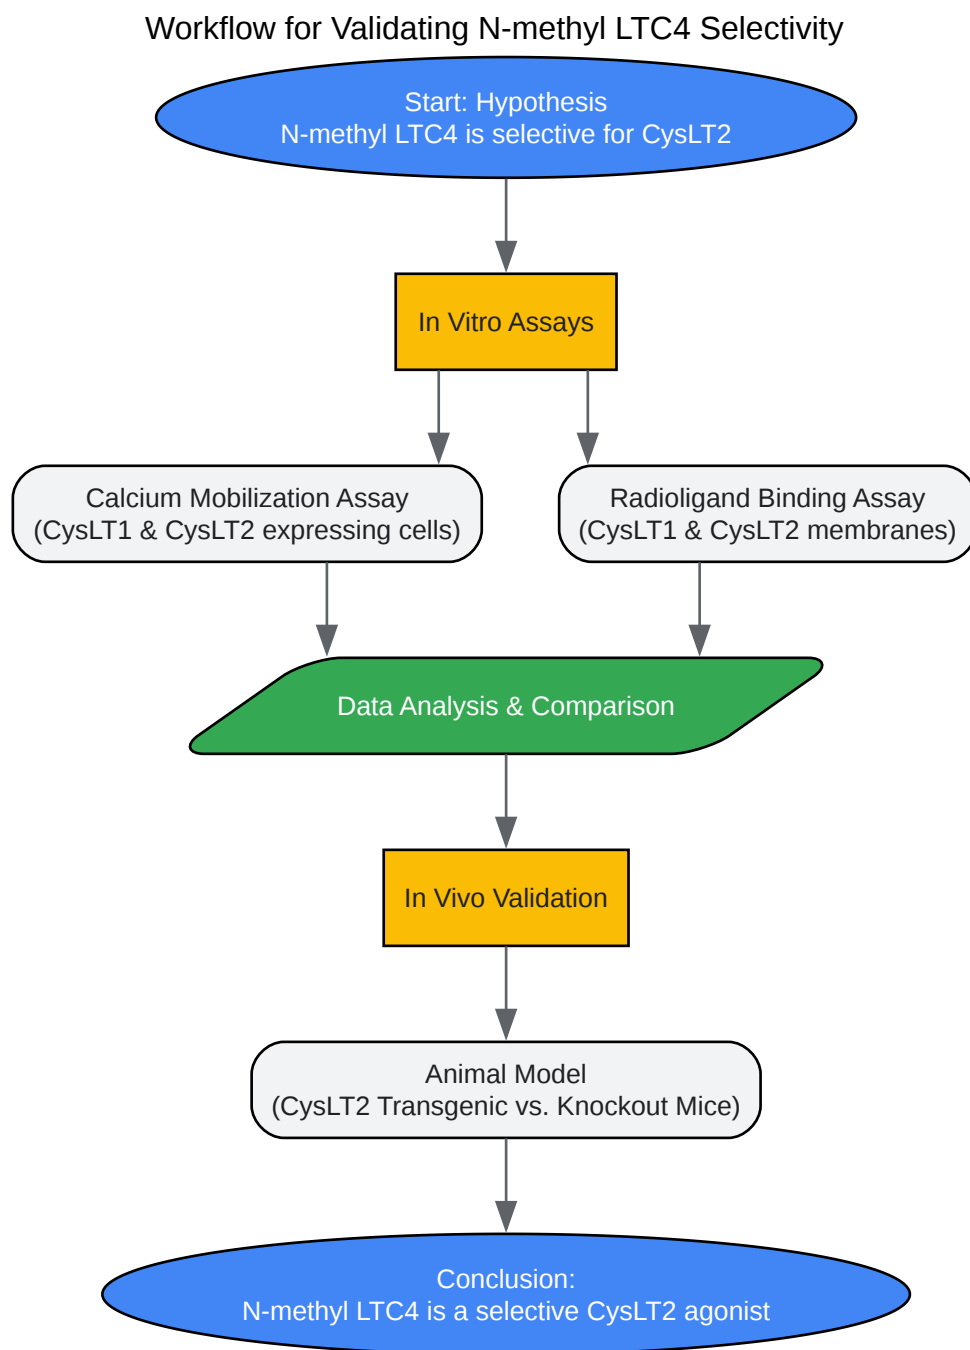 Workflow for Validating N-methyl LTC4 Selectivity
Start: Hypothesis
N-methyl LTC4 is selective for CysLT2
In Vitro Assays
Calcium Mobilization Assay
(CysLT1 & CysLT2 expressing cells)
Radioligand Binding Assay
(CysLT1 & CysLT2 membranes)
Data Analysis & Comparison
In Vivo Validation
Animal Model
(CysLT2 Transgenic vs. Knockout Mice)
Conclusion:
N-methyl LTC4 is a selective CysLT2 agonist